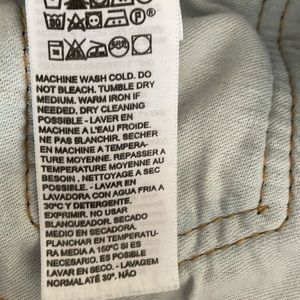 MACHINE WASH COLD. DO
NOT BLEACH. TUMBLE DRY
MEDIUM. WARM IRON IF
NEEDED. DRY CLEANING
POSSIBLE - LAVER EN
MACHINE A L'EAU FROIDE.
NE PAS BLANCHIR. SECHER
EN MACHINE A TEMPERA-
TURE MOYENNE. REPASSER A
TEMPERATURE MOYENNE AU
BESOIN . NETTOYAGE A SEC
POSSIBLE. - LAVAR EN
LAVADORA CON AGUA FRIA A
30°C Y DETERGENTE.
EXPRIMIR. NO USAR
BLANQUEADOR. SECADO
MEDIO EN SECADORA.
PLANCHAR EN TEMPERATU-
RA MEDIA A 150°C SI ES
NECESARIO. ES POSIBLE
LAVAR EN SECO. - LAVAGEM
NORMAL ATÉ 30°. NÃO